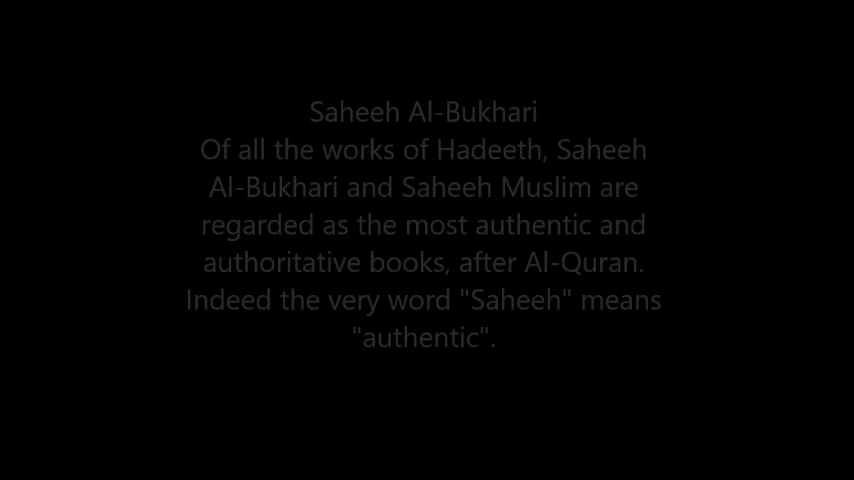 Saheeh Al-Bukhari
Of all the works of Hadeeth, Saheeh
Al-Bukhari and Saheeh Muslim are
regarded as the most authentic and
authoritative books, after Al-Quran.
Indeed the very word "Saheeh" means
"authentic".